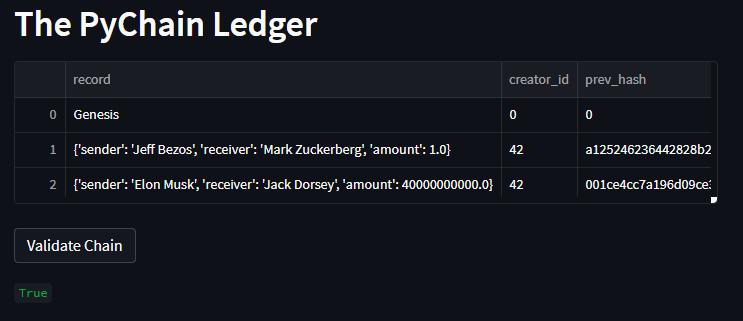 The PyChain Ledger
record creator_id prev_hash
0 Genesis 0 0
1 {'sender': 'Jeff Bezos', 'receiver': 'Mark Zuckerberg', 'amount': 1.0} 42 a125246236442828b2
2 {'sender': 'Elon Musk', 'receiver': 'Jack Dorsey', 'amount': 40000000000.0} 42 001ce4cc7a196d09ce3
Validate Chain
True